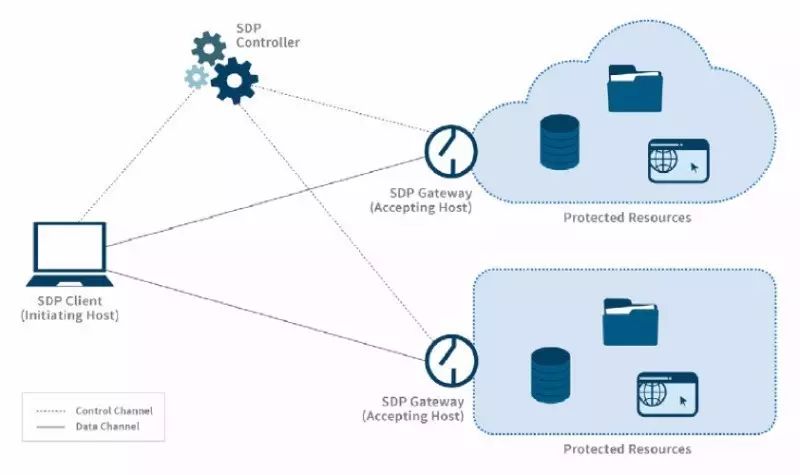 SDP
Controller
SDP Gateway
(Accepting Host)
Protected Resources
SDP Client
(Initiating Host)
SDP Gateway
(Accepting Host)
Control Channel
Data Channel
Protected Resources